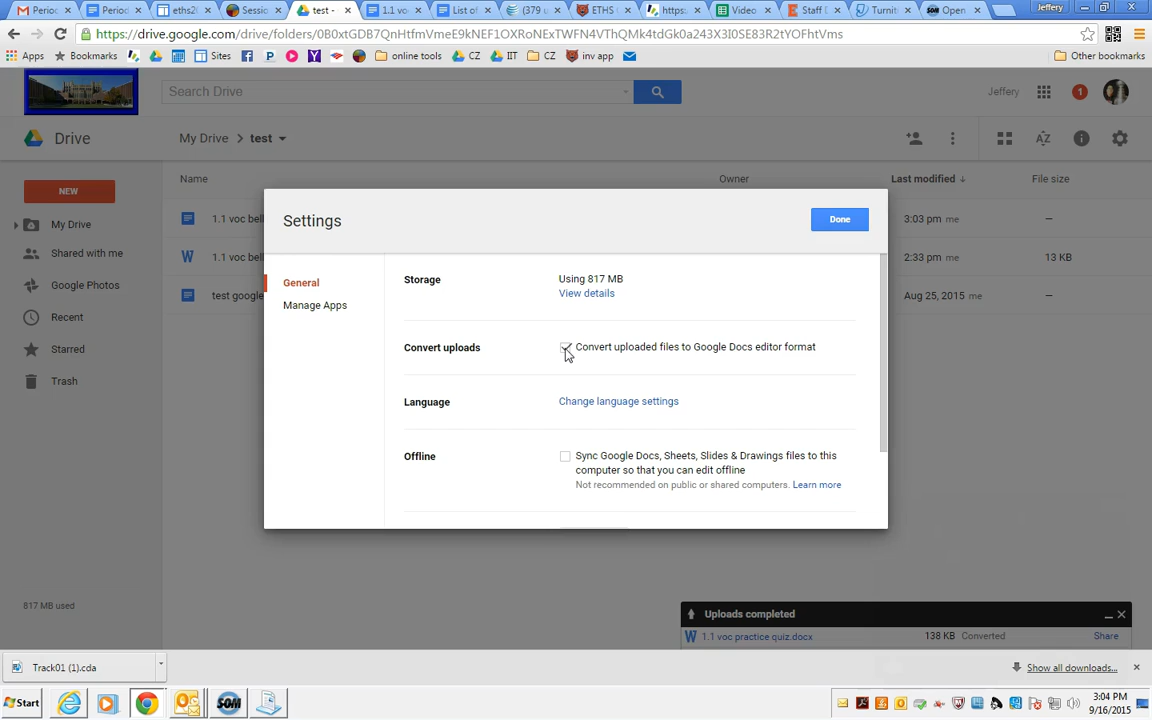 Period
Period
eths2
Sessio
test -
1.1 vo
List of
(379 u
ETHS
https:
Video
Staff [
Turnit
Open
Jeffery
https://drive.google.com/drive/folders/0B0xtGDB7QnHtfmVmeE9kNEF1OXRoNExTWFN4VThQMk4tdGk0a243X3I0SE83R2tYOFhtVms
Apps Bookmarks Sites online tools CZ IIT CZ inv app Other bookmarks
Search Drive
Jeffery 1
Drive My Drive > test
NEW
My Drive
Shared with me
Google Photos
Recent
Starred
Trash
817 MB used
Name Owner Last modified File size
1.1 voc bel 3:03 pm me —
1.1 voc bel 2:33 pm me 13 KB
test google Aug 25, 2015 me —
Settings Done
General
Manage Apps
Storage Using 817 MB
View details
Convert uploads Convert uploaded files to Google Docs editor format
Language Change language settings
Offline Sync Google Docs, Sheets, Slides & Drawings files to this
computer so that you can edit offline
Not recommended on public or shared computers. Learn more
Uploads completed
1.1 voc practice quiz.docx 138 KB Converted Share
Track01 (1).cda Show all downloads...
Start
3:04 PM
9/16/2015